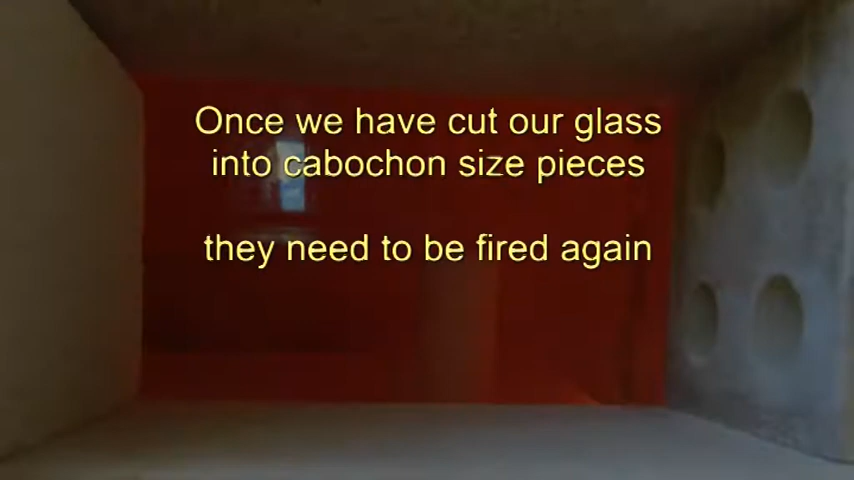 Once we have cut our glass
into cabochon size pieces
they need to be fired again